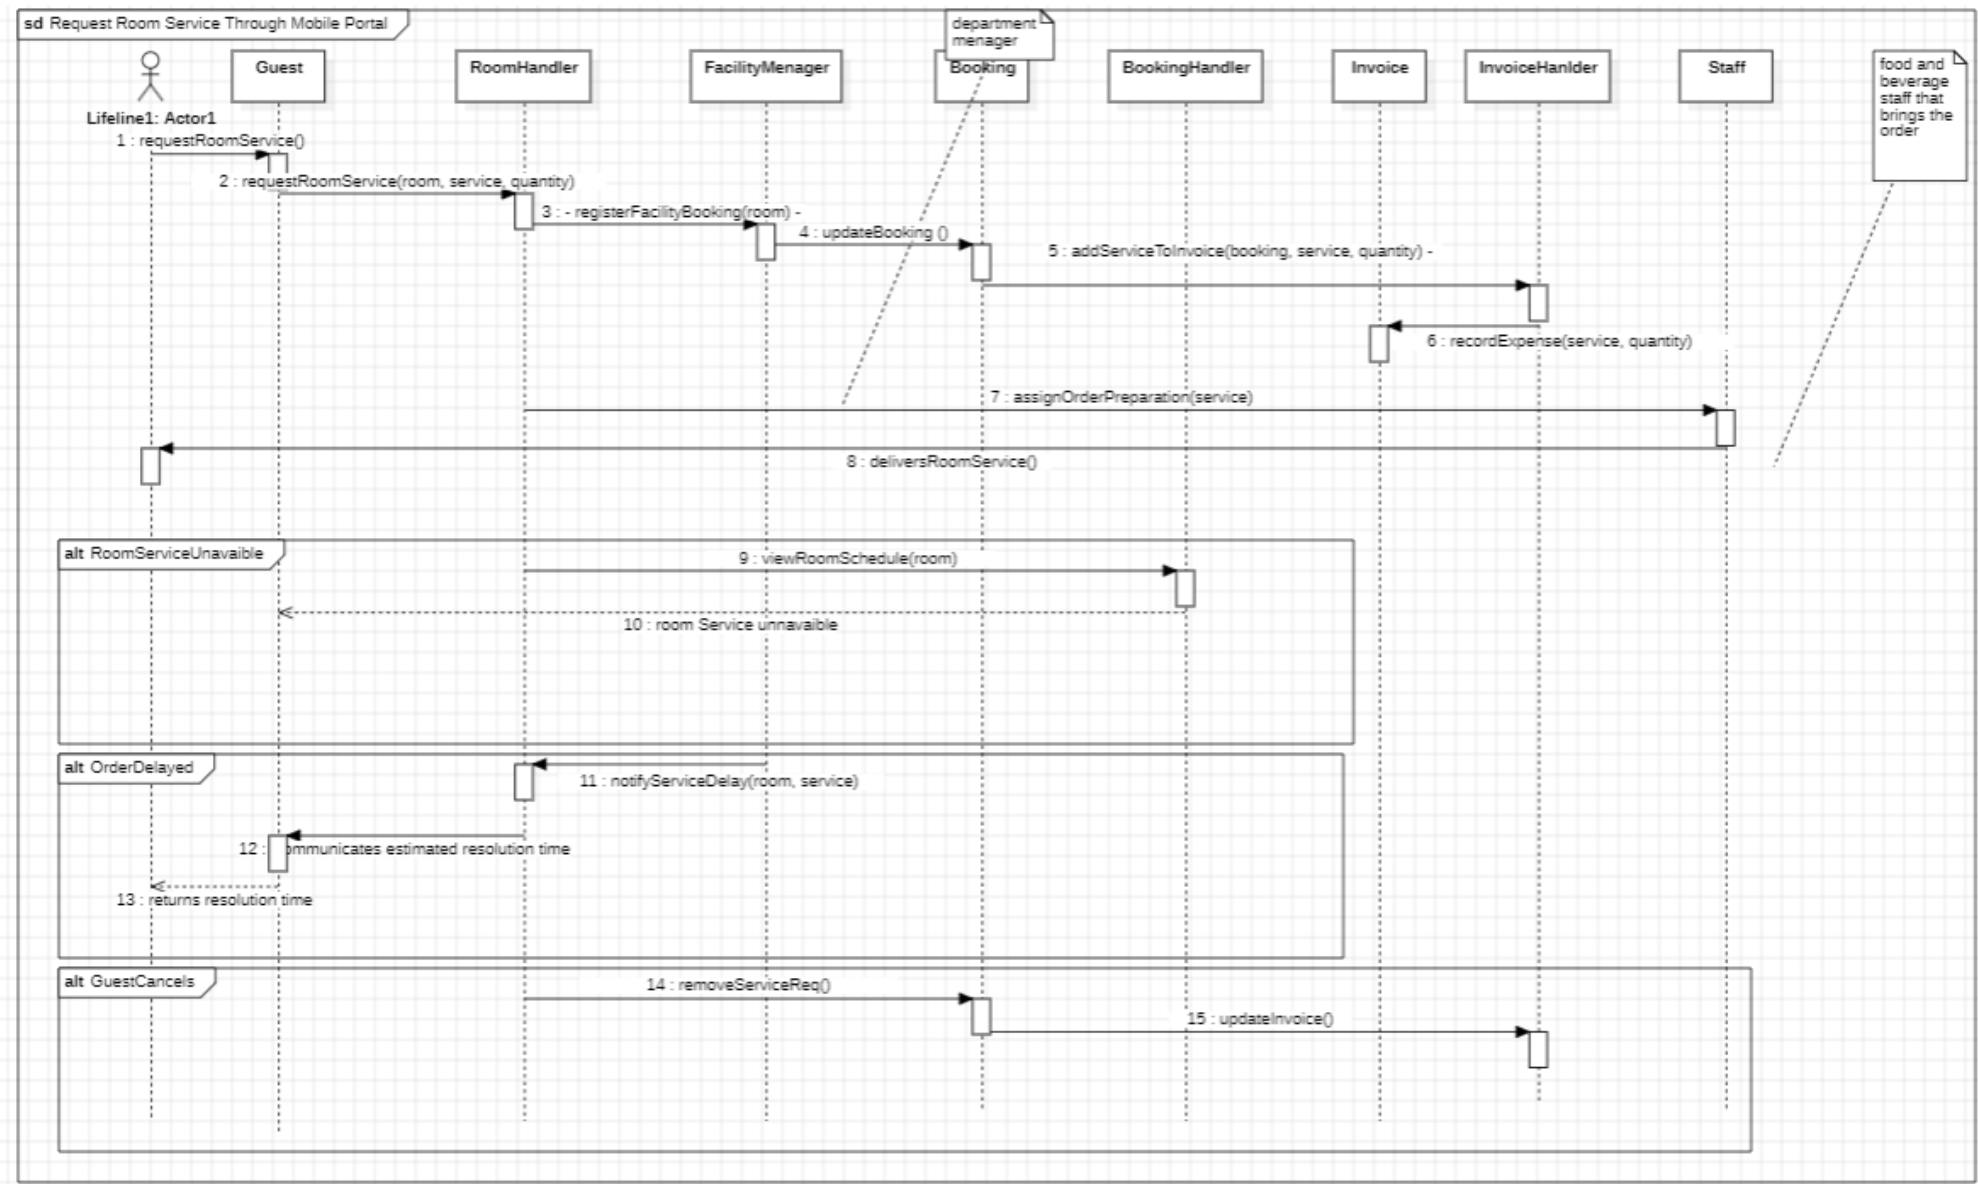 sd Request Room Service Through Mobile Portal
department
menager
Guest
RoomHandler
FacilityMenager
Booking
BookingHandler
Invoice
InvoiceHanlder
Staff
food and
beverage
staff that
brings the
order
Lifeline1: Actor1
1 : requestRoomService()
2 : requestRoomService(room, service, quantity)
3 : - registerFacilityBooking(room) -
4 : updateBooking ()
5 : addServiceToInvoice(booking, service, quantity) -
6 : recordExpense(service, quantity)
7 : assignOrderPreparation(service)
8 : deliversRoomService()
alt RoomServiceUnavaible
9 : viewRoomSchedule(room)
10 : room Service unnavaible
alt OrderDelayed
11 : notifyServiceDelay(room, service)
12 : ommunicates estimated resolution time
13 : returns resolution time
alt GuestCancels
14 : removeServiceReq()
15 : updateInvoice()